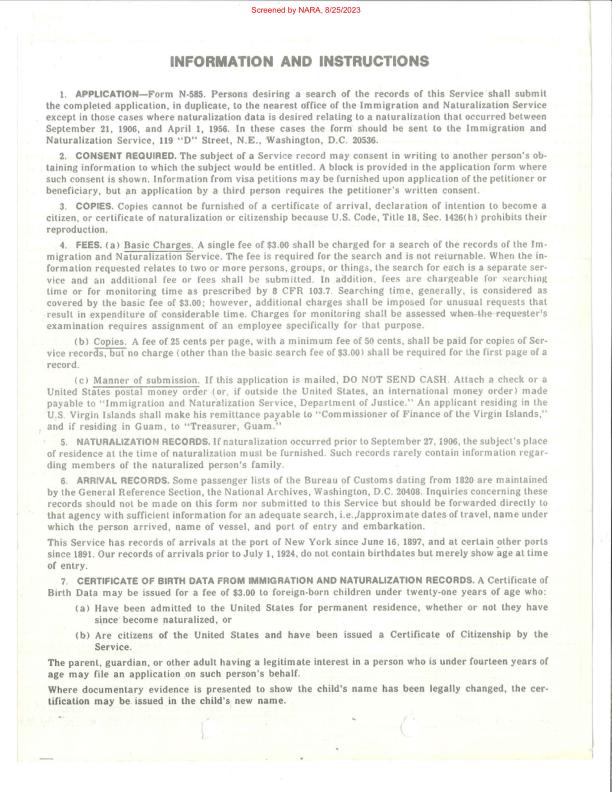 Screened by NARA, 8/25/2023
INFORMATION AND INSTRUCTIONS
1. APPLICATION—Form N-585. Persons desiring a search of the records of this Service shall submit
the completed application, in duplicate, to the nearest office of the Immigration and Naturalization Service
except in those cases where naturalization data is desired relating to a naturalization that occurred between
September 21, 1906, and April 1, 1956. In these cases the form should be sent to the Immigration and
Naturalization Service, 119 "D" Street, N.E., Washington, D.C. 20536.
2. CONSENT REQUIRED. The subject of a Service record may consent in writing to another person's ob-
taining information to which the subject would be entitled. A block is provided in the application form where
such consent is shown. Information from visa petitions may be furnished upon application of the petitioner or
beneficiary, but an application by a third person requires the petitioner's written consent.
3. COPIES. Copies cannot be furnished of a certificate of arrival, declaration of intention to become a
citizen, or certificate of naturalization or citizenship because U.S. Code, Title 18, Sec. 1426(h) prohibits their
reproduction.
4. FEES. (a) Basic Charges. A single fee of $3.00 shall be charged for a search of the records of the Im-
migration and Naturalization Service. The fee is required for the search and is not returnable. When the in-
formation requested relates to two or more persons, groups, or things, the search for each is a separate ser-
vice and an additional fee or fees shall be submitted. In addition, fees are chargeable for searching
time or for monitoring time as prescribed by 8 CFR 103.7. Searching time, generally, is considered as
covered by the basic fee of $3.00; however, additional charges shall be imposed for unusual requests that
result in expenditure of considerable time. Charges for monitoring shall be assessed when the requester's
examination requires assignment of an employee specifically for that purpose.
(b) Copies. A fee of 25 cents per page, with a minimum fee of 50 cents, shall be paid for copies of Ser-
vice records, but no charge (other than the basic search fee of $3.00) shall be required for the first page of a
record.
(c) Manner of submission. If this application is mailed, DO NOT SEND CASH. Attach a check or a
United States postal money order (or, if outside the United States, an international money order) made
payable to "Immigration and Naturalization Service, Department of Justice." An applicant residing in the
U.S. Virgin Islands shall make his remittance payable to "Commissioner of Finance of the Virgin Islands,"
and if residing in Guam, to "Treasurer, Guam."
5. NATURALIZATION RECORDS. If naturalization occurred prior to September 27, 1906, the subject's place
of residence at the time of naturalization must be furnished. Such records rarely contain information regar-
ding members of the naturalized person's family.
6. ARRIVAL RECORDS. Some passenger lists of the Bureau of Customs dating from 1820 are maintained
by the General Reference Section, the National Archives, Washington, D.C. 20408. Inquiries concerning these
records should not be made on this form nor submitted to this Service but should be forwarded directly to
that agency with sufficient information for an adequate search, i.e., approximate dates of travel, name under
which the person arrived, name of vessel, and port of entry and embarkation.
This Service has records of arrivals at the port of New York since June 16, 1897, and at certain other ports
since 1891. Our records of arrivals prior to July 1, 1924, do not contain birthdates but merely show age at time
of entry.
7. CERTIFICATE OF BIRTH DATA FROM IMMIGRATION AND NATURALIZATION RECORDS. A Certificate of
Birth Data may be issued for a fee of $3.00 to foreign-born children under twenty-one years of age who:
(a) Have been admitted to the United States for permanent residence, whether or not they have
since become naturalized, or
(b) Are citizens of the United States and have been issued a Certificate of Citizenship by the
Service.
The parent, guardian, or other adult having a legitimate interest in a person who is under fourteen years of
age may file an application on such person's behalf.
Where documentary evidence is presented to show the child's name has been legally changed, the cer-
tification may be issued in the child's new name.